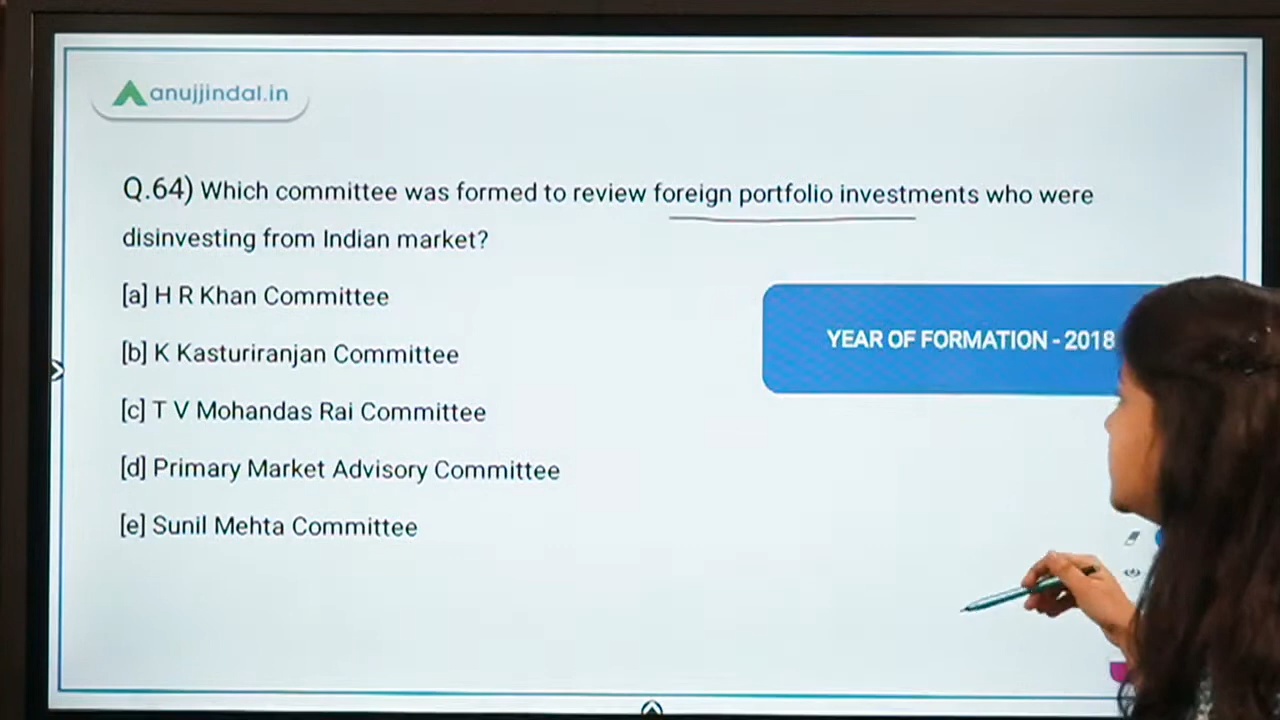 anujjindal.in
Q.64) Which committee was formed to review foreign portfolio investments who were
disinvesting from Indian market?
[a] H R Khan Committee
YEAR OF FORMATION - 2018
[b] K Kasturiranjan Committee
[c] T V Mohandas Rai Committee
[d] Primary Market Advisory Committee
[e] Sunil Mehta Committee